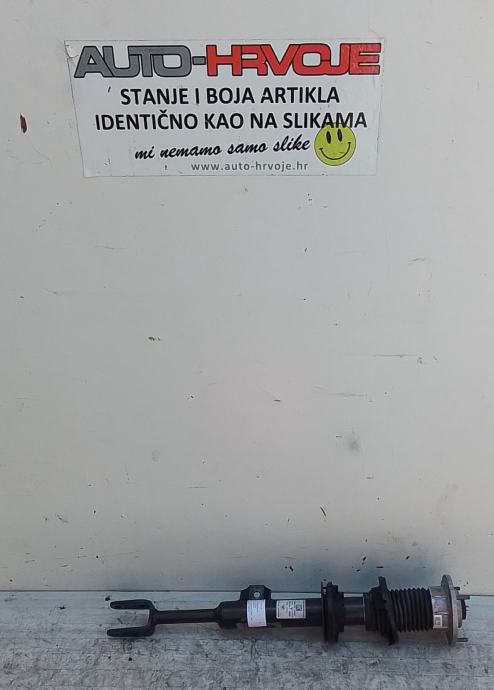 AUTO-HRVOJE
STANJE I BOJA ARTIKLA
IDENTIČNO KAO NA SLIKAMA
mi nemamo samo slike
www.auto-hrvoje.hr